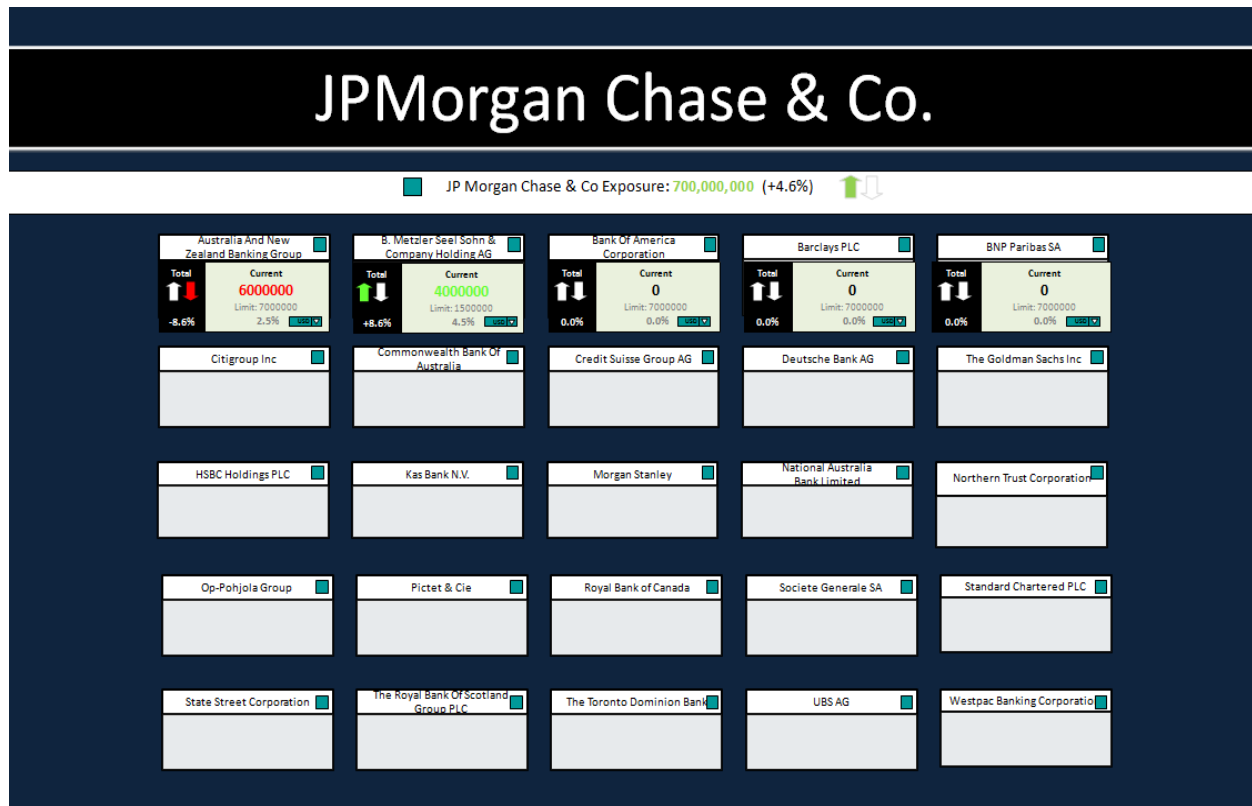 JPMorgan Chase & Co.
JP Morgan Chase & Co Exposure: 700,000,000 (+4.6%)
Australia And New
Zealand Banking Group
Total
Current
6000000
Limit: 7000000
-8.6%
2.5%
USD
B. Metzler Seel Sohn &
Company Holding AG
Total
Current
4000000
Limit: 1500000
+8.6%
4.5%
USD
Bank Of America
Corporation
Total
Current
0
Limit: 7000000
0.0%
0.0%
USD
Barclays PLC
Total
Current
0
Limit: 7000000
0.0%
0.0%
USD
BNP Paribas SA
Total
Current
0
Limit: 7000000
0.0%
0.0%
USD
Citigroup Inc
Commonwealth Bank Of
Australia
Credit Suisse Group AG
Deutsche Bank AG
The Goldman Sachs Inc
HSBC Holdings PLC
Kas Bank N.V.
Morgan Stanley
National Australia
Bank Limited
Northern Trust Corporation
Op-Pohjola Group
Pictet & Cie
Royal Bank of Canada
Societe Generale SA
Standard Chartered PLC
State Street Corporation
The Royal Bank Of Scotland
Group PLC
The Toronto Dominion Bank
UBS AG
Westpac Banking Corporatio